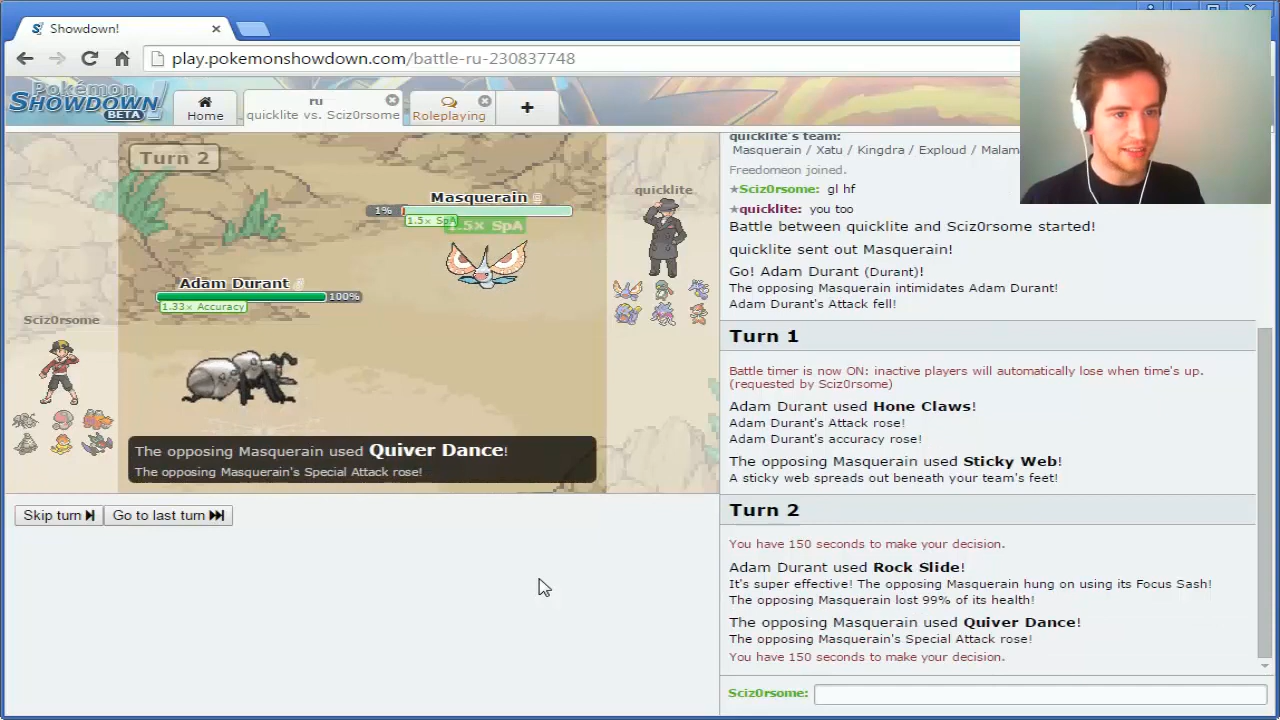 Showdown!
play.pokemonshowdown.com/battle-ru-230837748
Pokémon
SHOWDOWN
BETA
Home
ru
quicklite vs. Sciz0rsome
Roleplaying
Turn 2
Masquerain
1%
1.5× SpA
1.5× SpA
quicklite
Adam Durant
100%
1.33× Accuracy
Sciz0rsome
The opposing Masquerain used Quiver Dance!
The opposing Masquerain's Special Attack rose!
Skip turn
Go to last turn
quicklite's team:
Masquerain / Xatu / Kingdra / Exploud / Malam
Freedomeon joined.
★Sciz0rsome: gl hf
★quicklite: you too
Battle between quicklite and Sciz0rsome started!
quicklite sent out Masquerain!
Go! Adam Durant (Durant)!
The opposing Masquerain intimidates Adam Durant!
Adam Durant's Attack fell!
Turn 1
Battle timer is now ON: inactive players will automatically lose when time's up.
(requested by Sciz0rsome)
Adam Durant used Hone Claws!
Adam Durant's Attack rose!
Adam Durant's accuracy rose!
The opposing Masquerain used Sticky Web!
A sticky web spreads out beneath your team's feet!
Turn 2
You have 150 seconds to make your decision.
Adam Durant used Rock Slide!
It's super effective! The opposing Masquerain hung on using its Focus Sash!
The opposing Masquerain lost 99% of its health!
The opposing Masquerain used Quiver Dance!
The opposing Masquerain's Special Attack rose!
You have 150 seconds to make your decision.
Sciz0rsome: